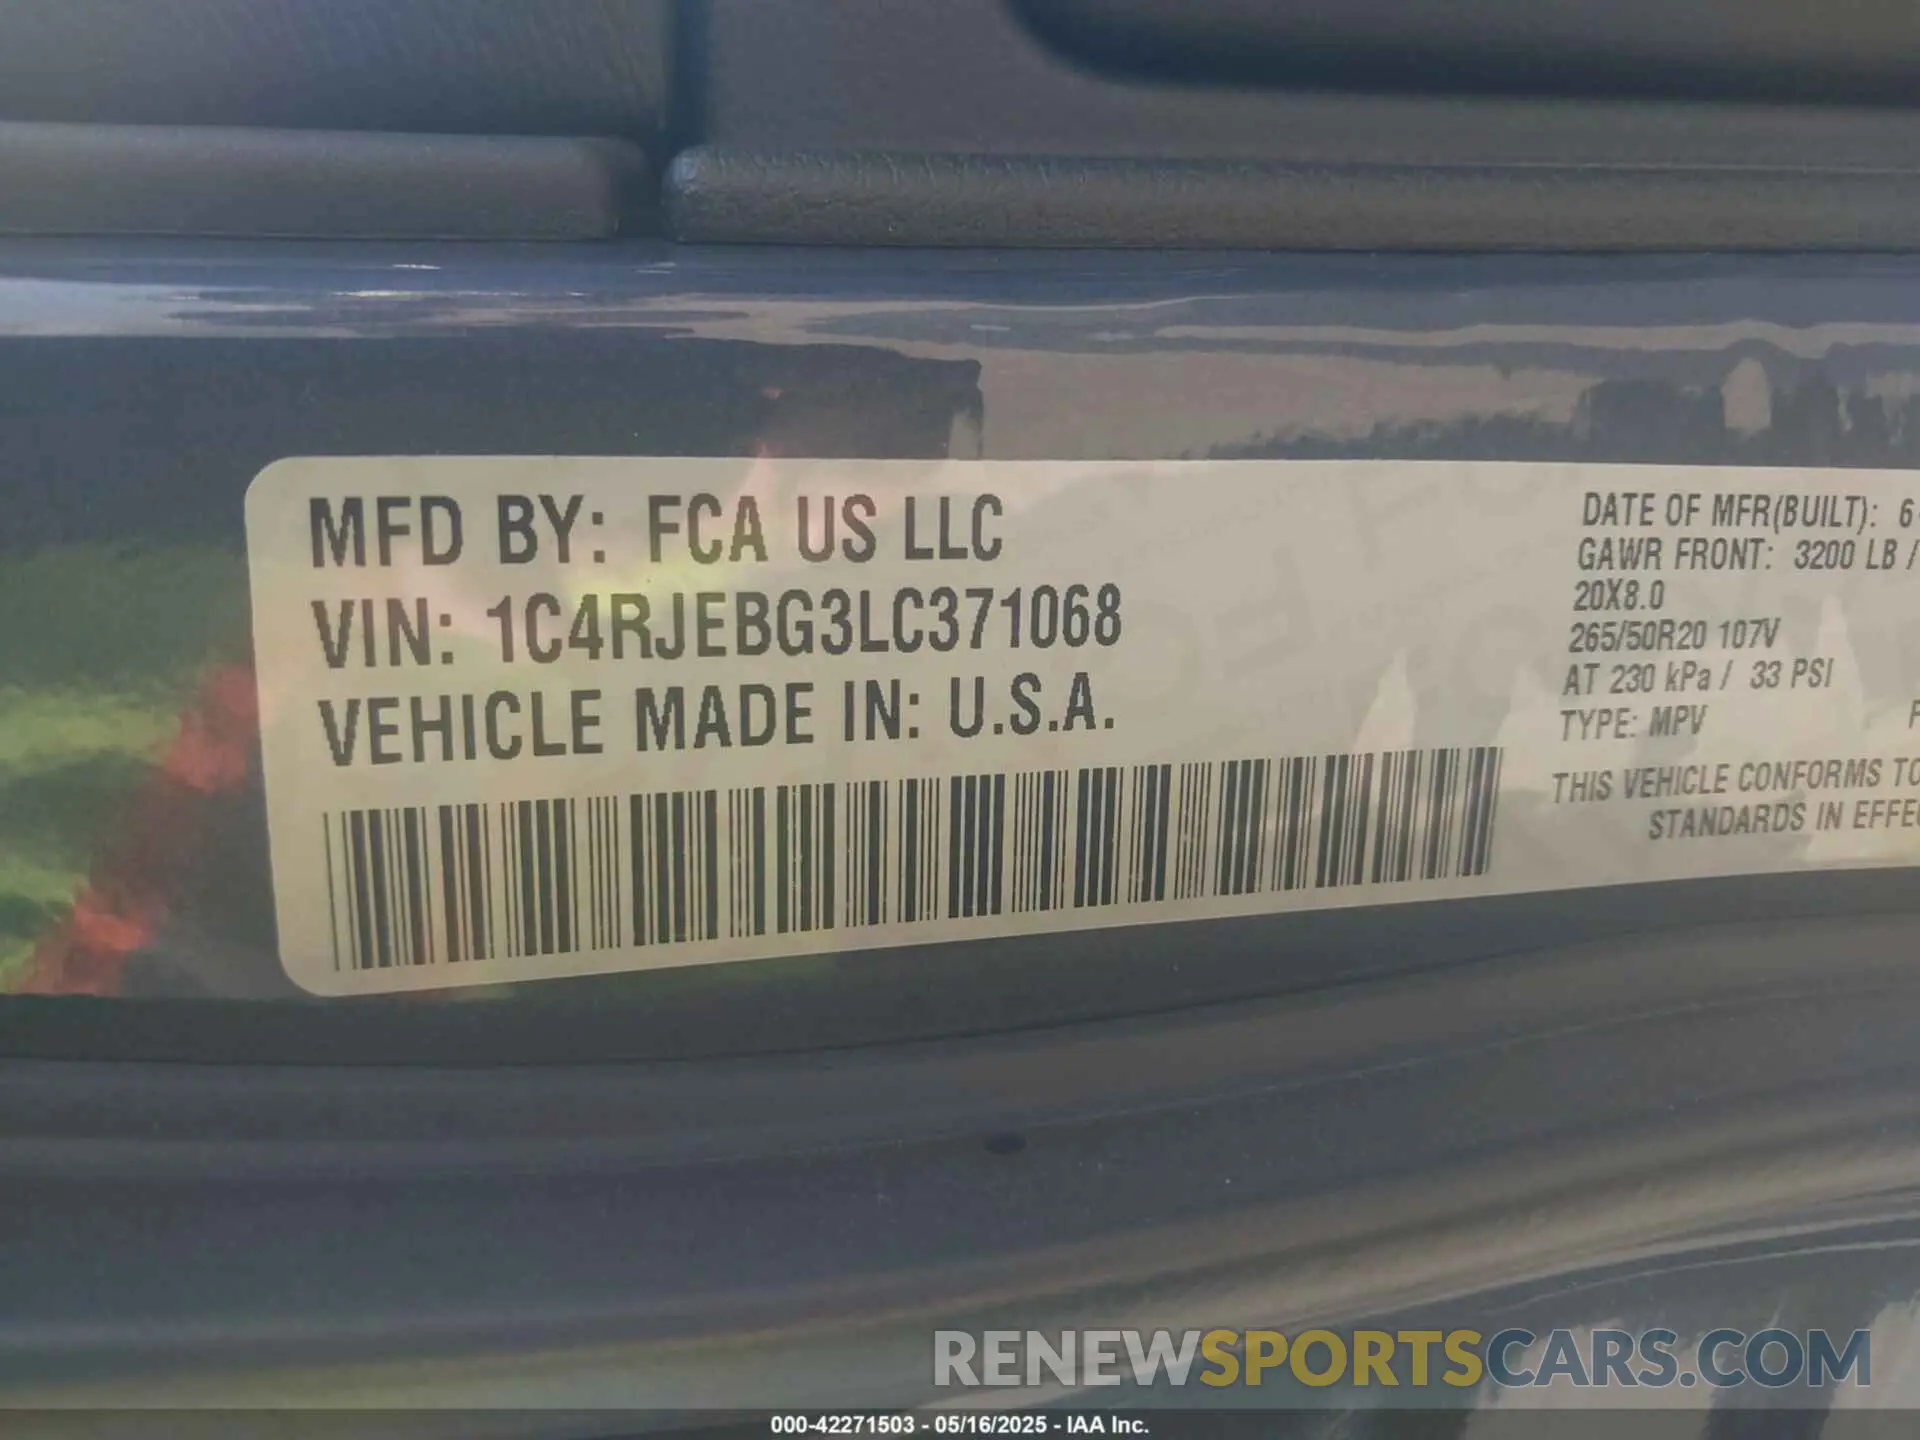 MFD BY: FCA US LLC
VIN: 1C4RJEBG3LC371068
VEHICLE MADE IN: U.S.A.
DATE OF MFR(BUILT): 6
GAWR FRONT: 3200 LB /
20X8.0
265/50R20 107V
AT 230 kPa / 33 PSI
TYPE: MPV
THIS VEHICLE CONFORMS TO
STANDARDS IN
RENEWSPORTSCARS.COM
000-42271503 - 05/16/2025 - IAA Inc.